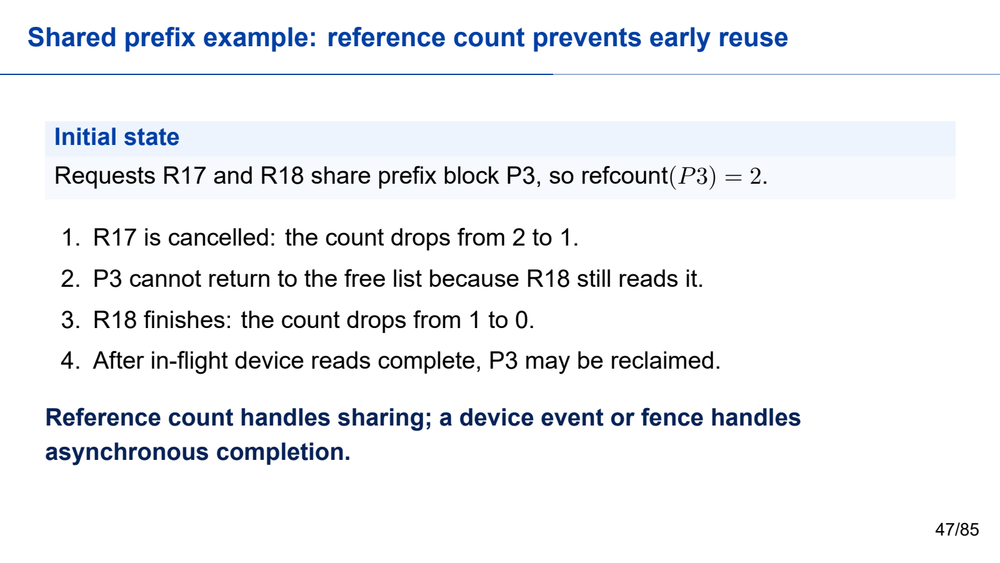 Shared prefix example: reference count prevents early reuse
Initial state
Requests R17 and R18 share prefix block P3, so refcount(P3) = 2.
1. R17 is cancelled: the count drops from 2 to 1.
2. P3 cannot return to the free list because R18 still reads it.
3. R18 finishes: the count drops from 1 to 0.
4. After in-flight device reads complete, P3 may be reclaimed.
Reference count handles sharing; a device event or fence handles
asynchronous completion.
47/85